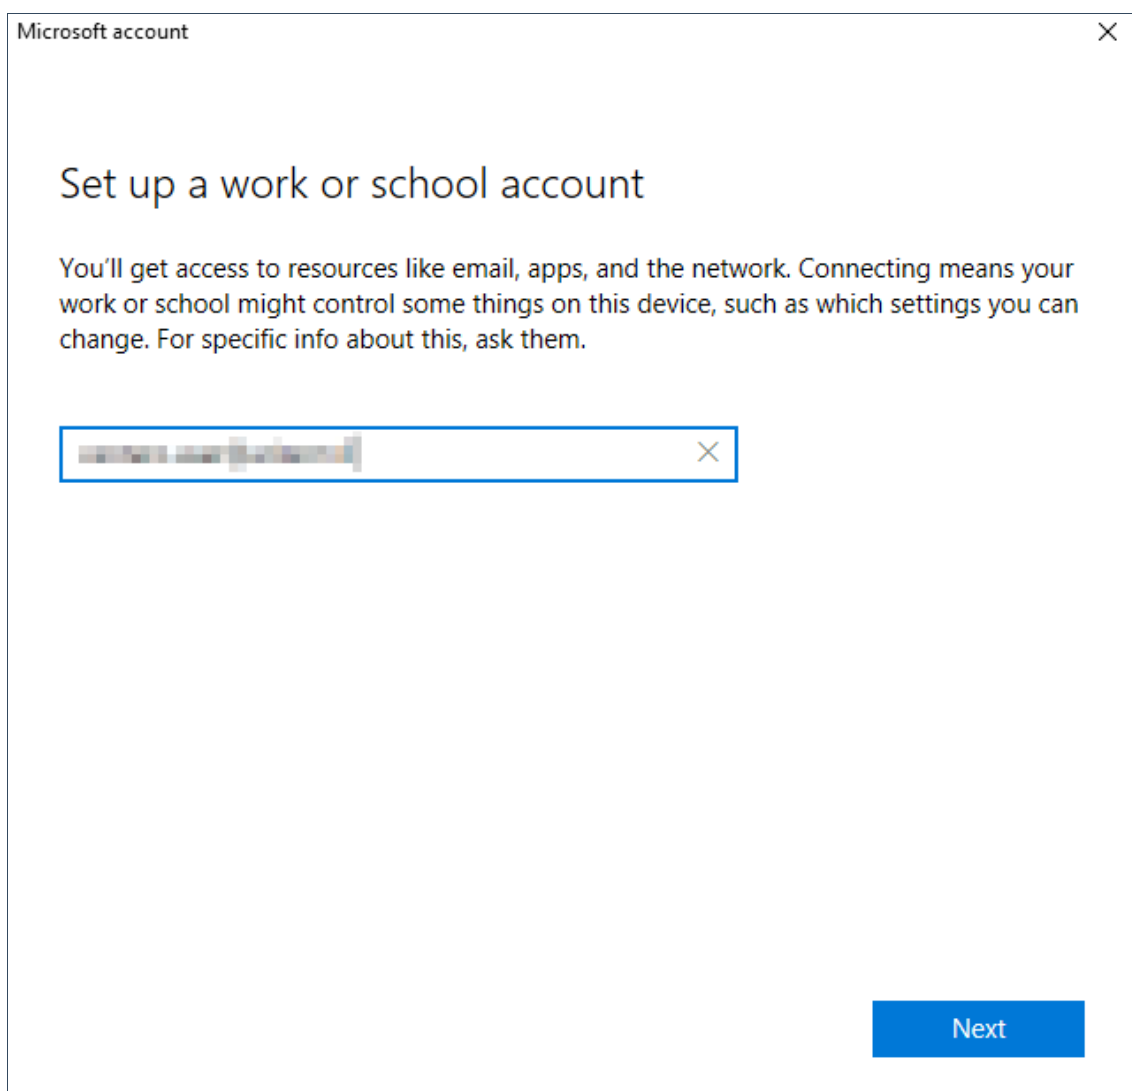 Microsoft account
Set up a work or school account
You’ll get access to resources like email, apps, and the network. Connecting means your
work or school might control some things on this device, such as which settings you can
change. For specific info about this, ask them.
Next